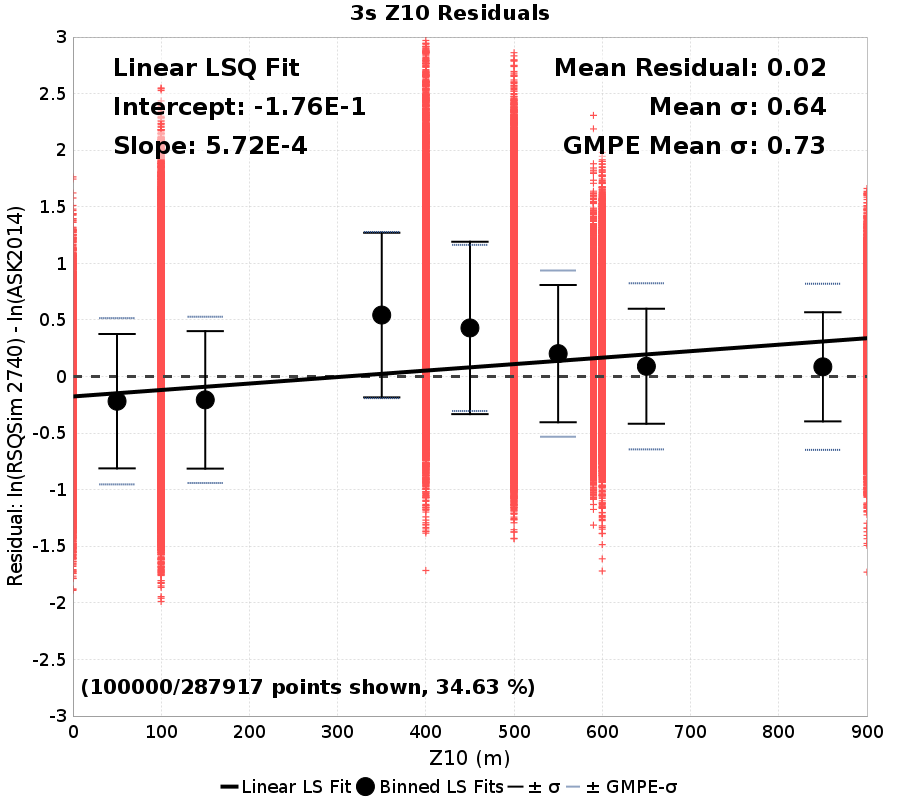 3s Z10 Residuals
Linear LSQ Fit
Intercept: -1.76E-1
Slope: 5.72E-4
Mean Residual: 0.02
Mean σ: 0.64
GMPE Mean σ: 0.73
Residual: ln(RSQSim 2740) - ln(ASK2014)
3
2.5
2
1.5
1
0.5
0
-0.5
-1
-1.5
-2
-2.5
-3
(100000/287917 points shown, 34.63 %)
0 100 200 300 400 500 600 700 800 900
Z10 (m)
Linear LS Fit Binned LS Fits ± σ ± GMPE-σ